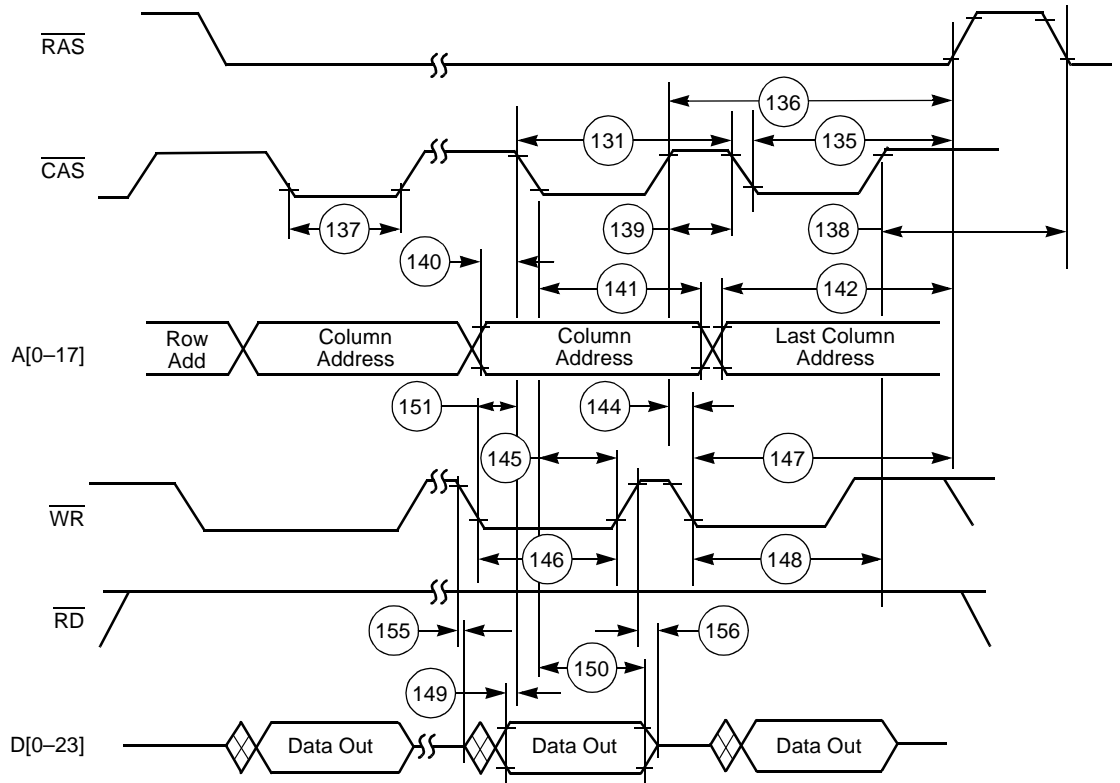 RAS
136
131
135
CAS
137
139
138
140
141
142
A[0–17]
Row
Add
Column
Address
Column
Address
Last Column
Address
151
144
145
147
WR
146
148
RD
155
156
150
149
D[0–23]
Data Out
Data Out
Data Out